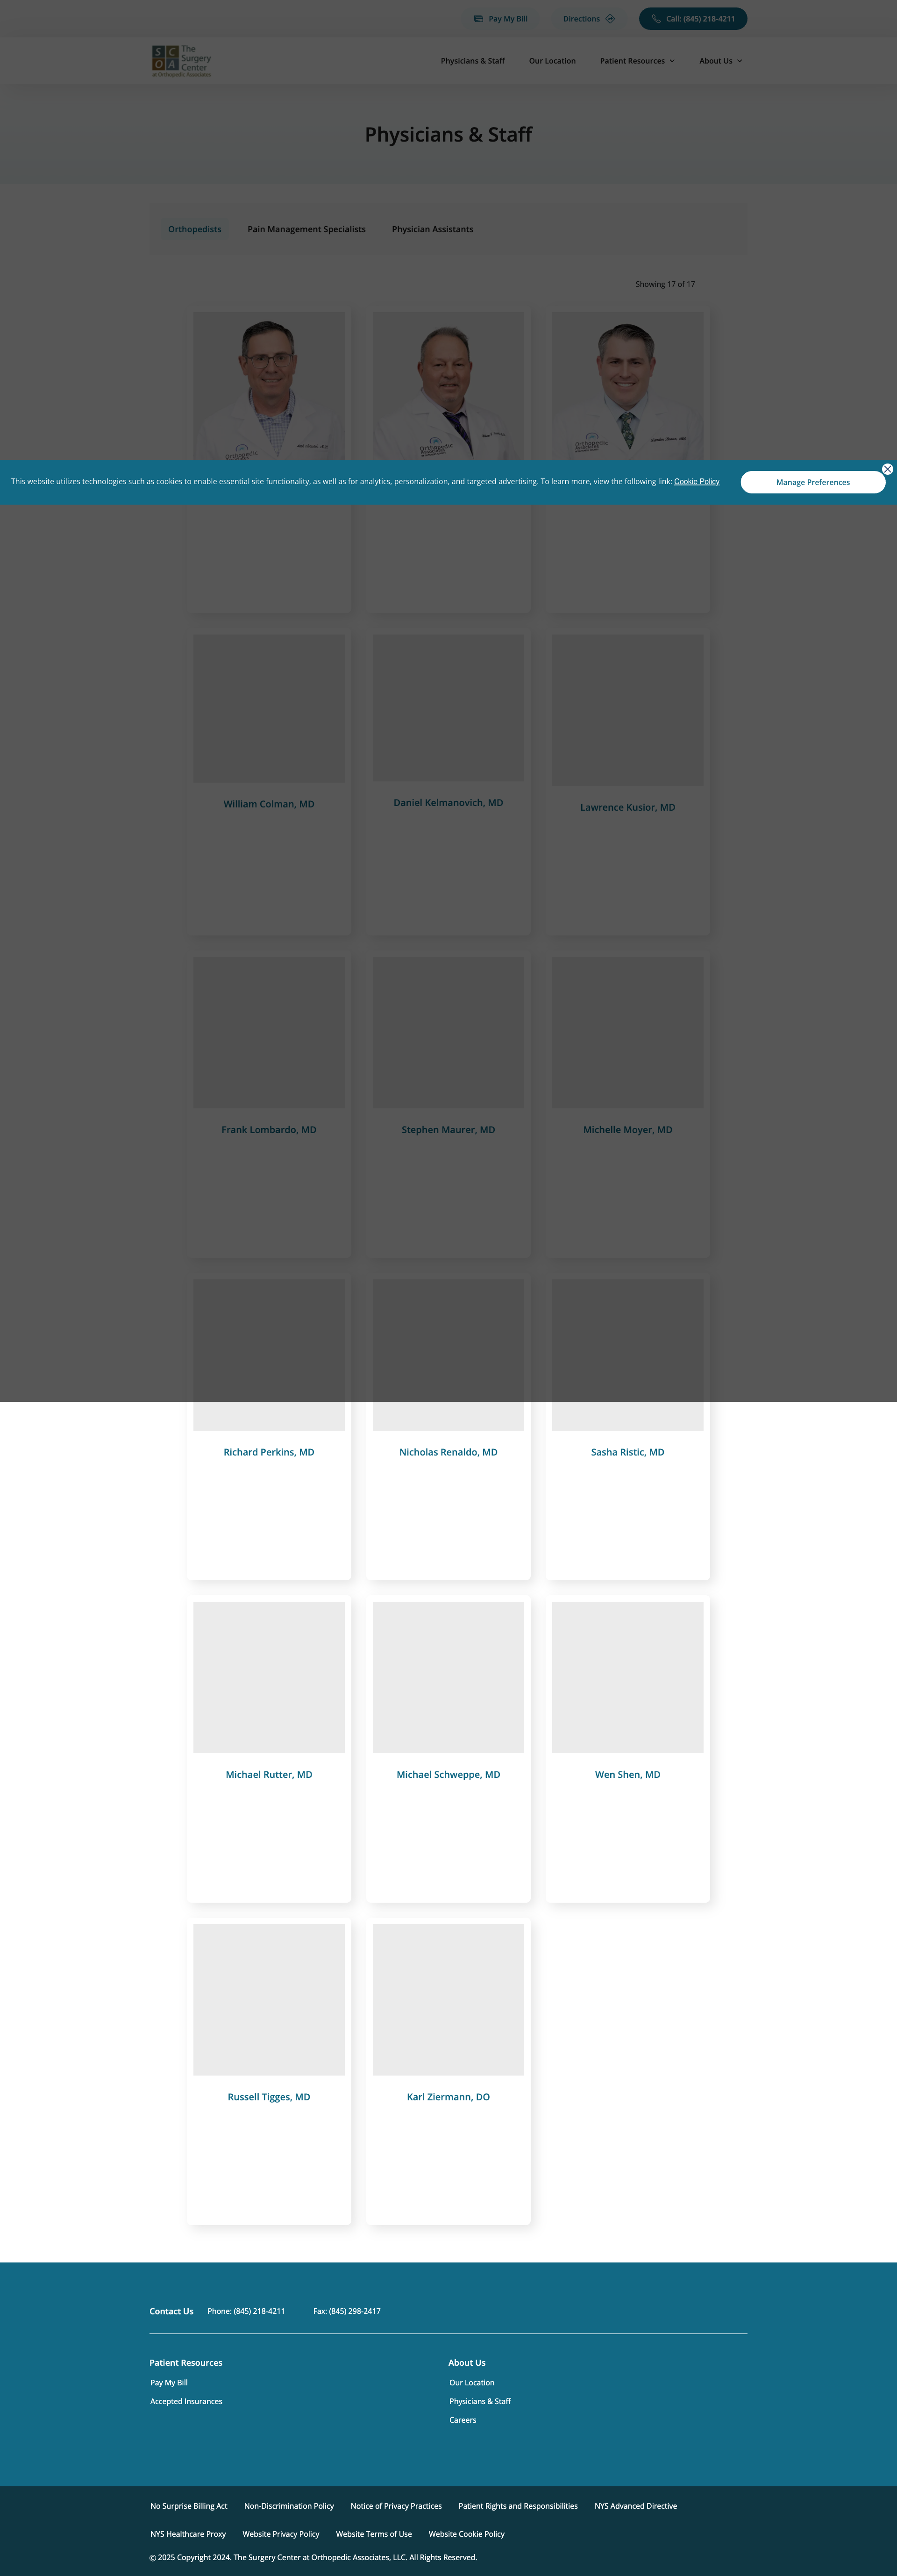 Pay My Bill
Directions
Call: (845) 218-4211
SC
OA
The
Surgery
Center
at Orthopedic Associates
Physicians & Staff
Our Location
Patient Resources
About Us
Physicians & Staff
Orthopedists
Pain Management Specialists
Physician Assistants
Showing 17 of 17
This website utilizes technologies such as cookies to enable essential site functionality, as well as for analytics, personalization, and targeted advertising. To learn more, view the following link: Cookie Policy
Manage Preferences
William Colman, MD
Daniel Kelmanovich, MD
Lawrence Kusior, MD
Frank Lombardo, MD
Stephen Maurer, MD
Michelle Moyer, MD
Richard Perkins, MD
Nicholas Renaldo, MD
Sasha Ristic, MD
Michael Rutter, MD
Michael Schweppe, MD
Wen Shen, MD
Russell Tigges, MD
Karl Ziermann, DO
Contact Us
Phone: (845) 218-4211
Fax: (845) 298-2417
Patient Resources
Pay My Bill
Accepted Insurances
About Us
Our Location
Physicians & Staff
Careers
No Surprise Billing Act
Non-Discrimination Policy
Notice of Privacy Practices
Patient Rights and Responsibilities
NYS Advanced Directive
NYS Healthcare Proxy
Website Privacy Policy
Website Terms of Use
Website Cookie Policy
© 2025 Copyright 2024. The Surgery Center at Orthopedic Associates, LLC. All Rights Reserved.